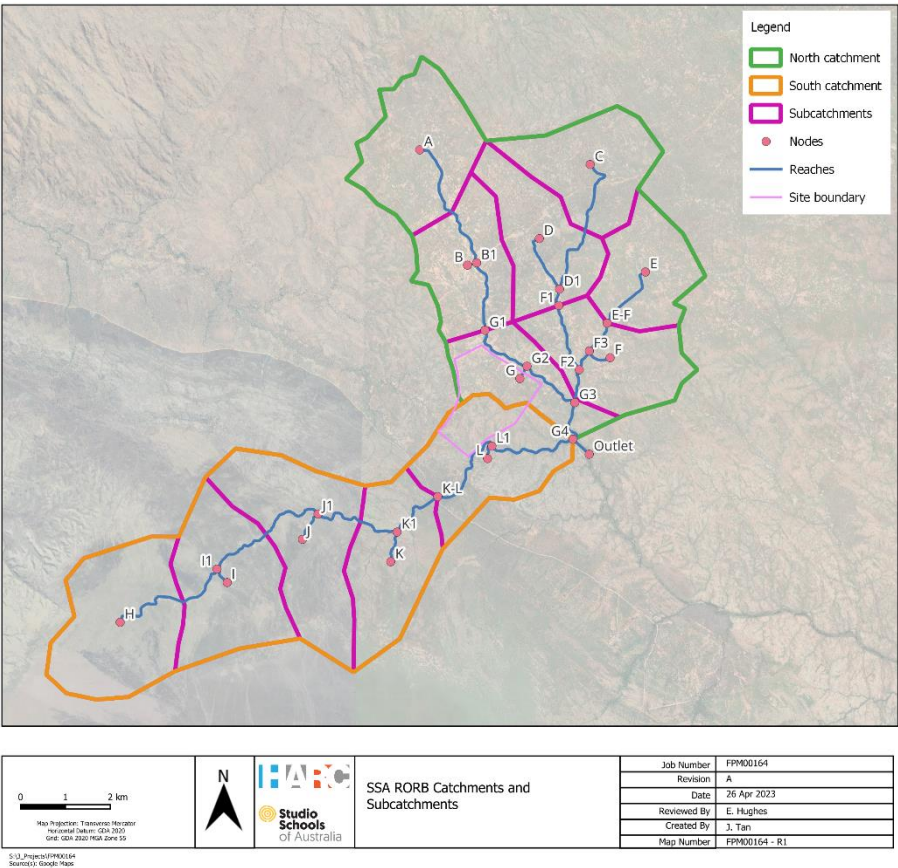 Legend
North catchment
South catchment
Subcatchments
Nodes
Reaches
Site boundary
A
C
D
B
B1
E
D1
F1
E-F
G1
F3
F
G2
F2
G
G3
G4
L1
Outlet
L
K-L
J1
K1
J
K
I1
I
H
0 1 2 km
Map Projection: Transverse Mercator
Horizontal Datum: GDA 2020
Grid: GDA 2020 MGA Zone 55
N
HARC
Studio
Schools
of Australia
SSA RORB Catchments and
Subcatchments
Job Number FPM00164
Revision A
Date 26 Apr 2023
Reviewed By E. Hughes
Created By J. Tan
Map Number FPM00164 - R1
S:\J_Projects\FPM00164
Source(s): Google Maps